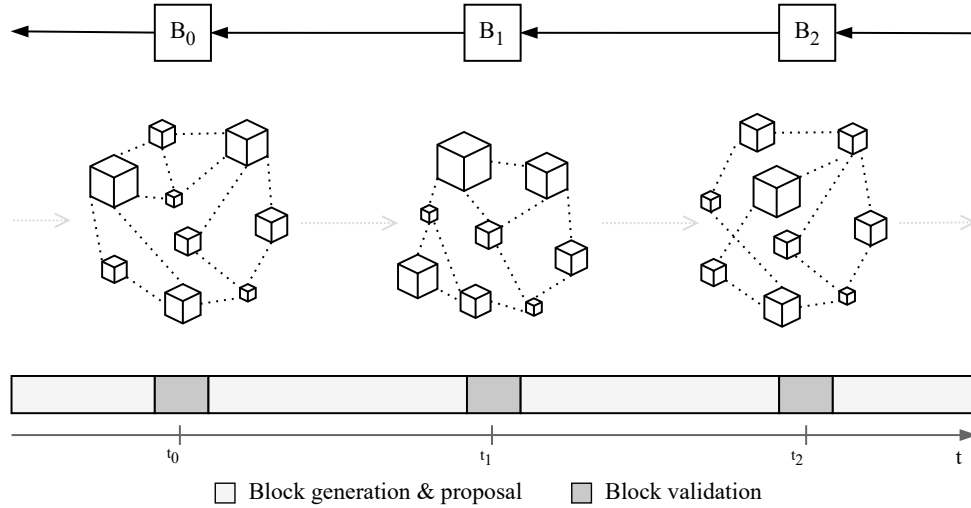 B0 B1 B2
t0 t1 t2 t
Block generation & proposal Block validation